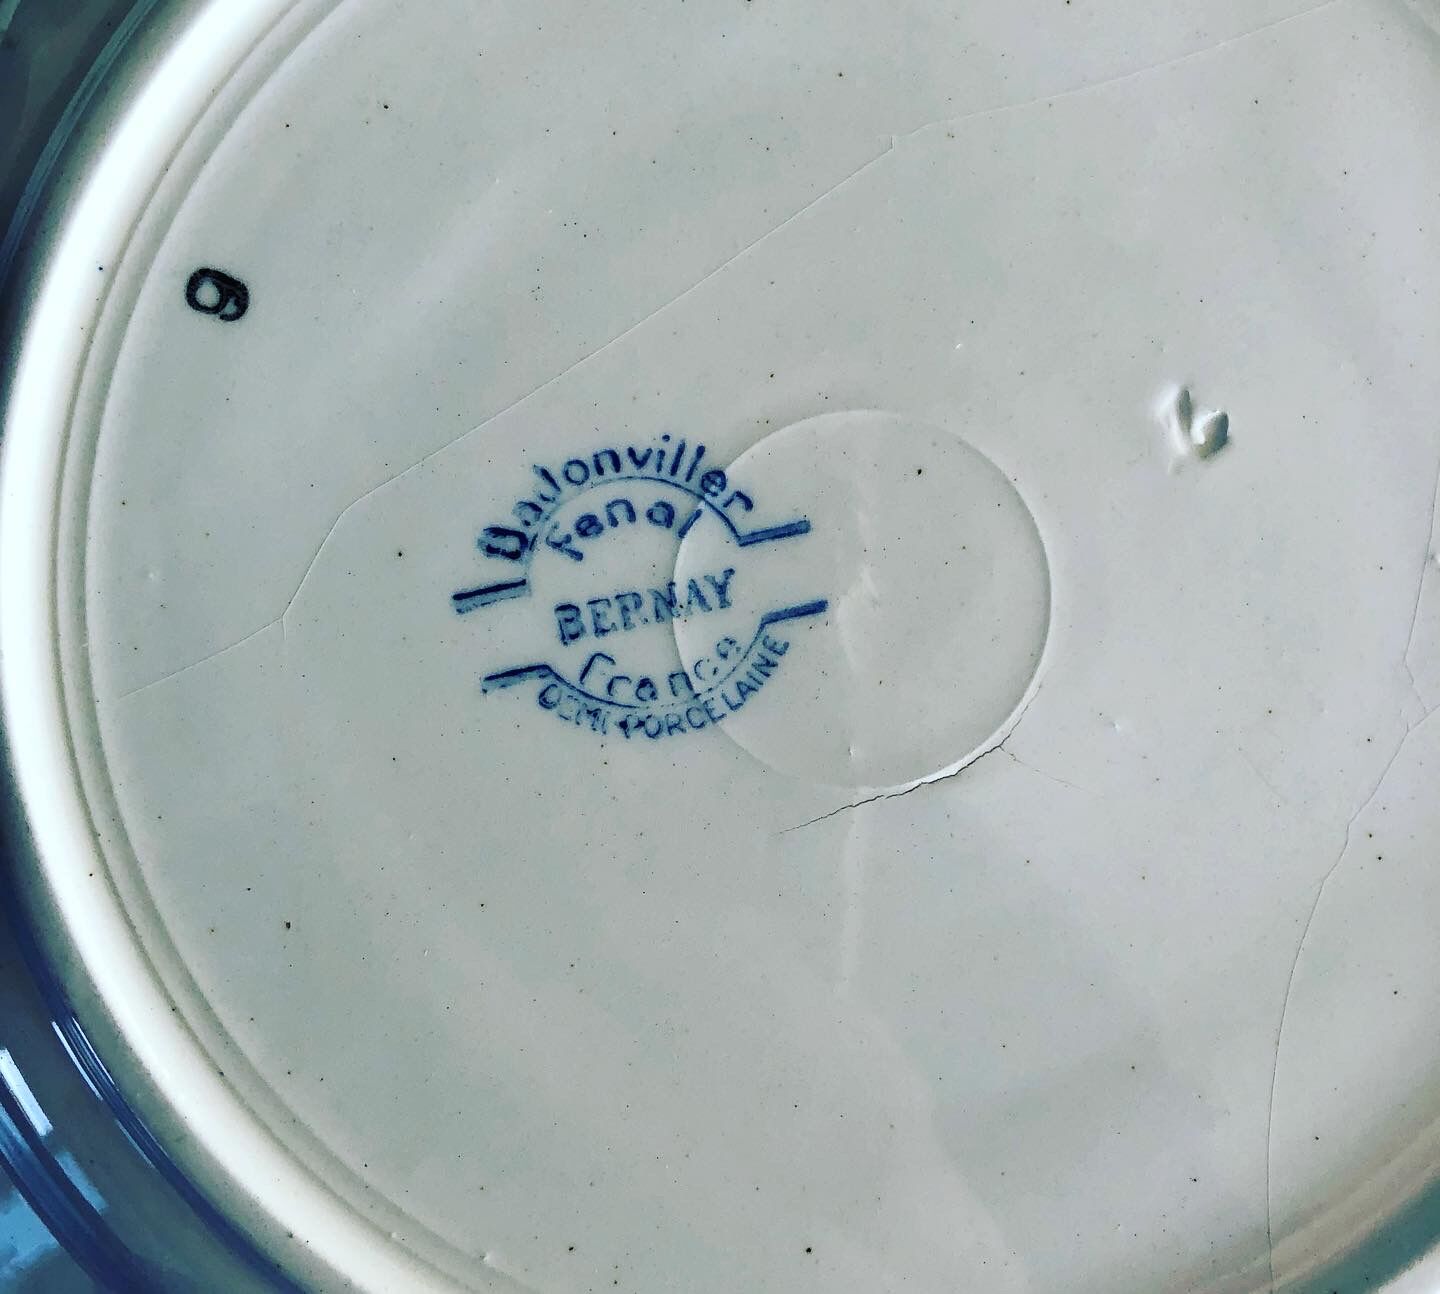 9
Badonviller
Fenal
BERNAY
France
DEMI PORCELAINE